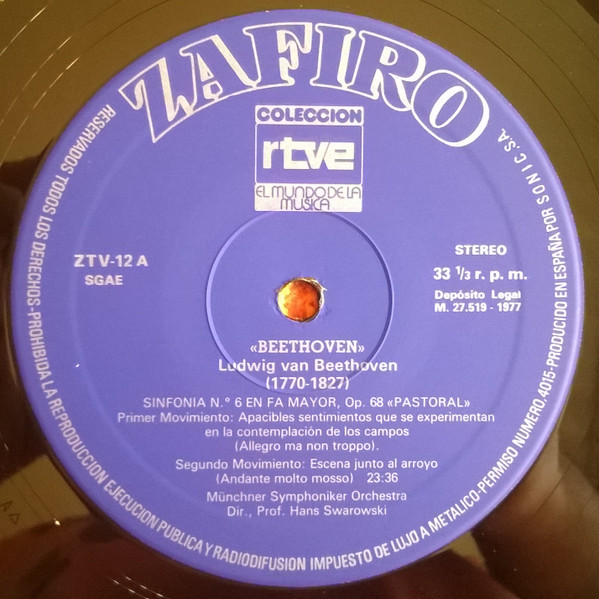 ZAFIRO
COLECCION
rtve
EL MUNDO DE LA
MUSICA
ZTV-12 A
SGAE
STEREO
33 1/3 r. p. m.
Depósito Legal
M. 27.519 - 1977
«BEETHOVEN»
Ludwig van Beethoven
(1770-1827)
SINFONIA N.° 6 EN FA MAYOR, Op. 68 «PASTORAL»
Primer Movimiento: Apacibles sentimientos que se experimentan
en la contemplación de los campos
(Allegro ma non troppo).
Segundo Movimiento: Escena junto al arroyo
(Andante molto mosso) 23:36
Münchner Symphoniker Orchestra
Dir., Prof. Hans Swarowski
RESERVADOS TODOS LOS DERECHOS-PROHIBIDA LA REPRODUCCION EJECUCION PUBLICA Y RADIODIFUSION IMPUESTO DE LUJO A METALICO-PERMISO NUMERO 4015-PRODUCIDO EN ESPAÑA POR SONIC, S.A.